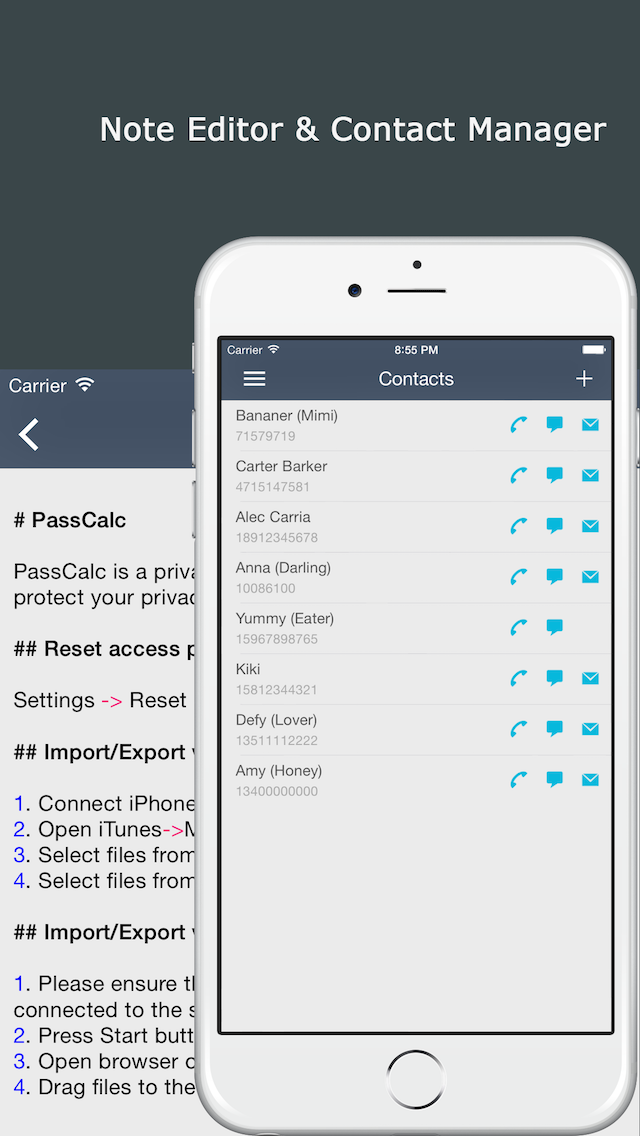 Note Editor & Contact Manager
Carrier
8:55 PM
Contacts
Bananer (Mimi)
71579719
Carter Barker
4715147581
Alec Carria
18912345678
Anna (Darling)
10086100
Yummy (Eater)
15967898765
Kiki
15812344321
Defy (Lover)
13511112222
Amy (Honey)
13400000000
Carrier
# PassCalc
PassCalc is a
protect your
## Reset access
Settings -> Reset
## Import/Export
1. Connect iPhone
2. Open iTunes->
3. Select files from
4. Select files from
## Import/Export
1. Please ensure
connected to the
2. Press Start
3. Open browser
4. Drag files to the